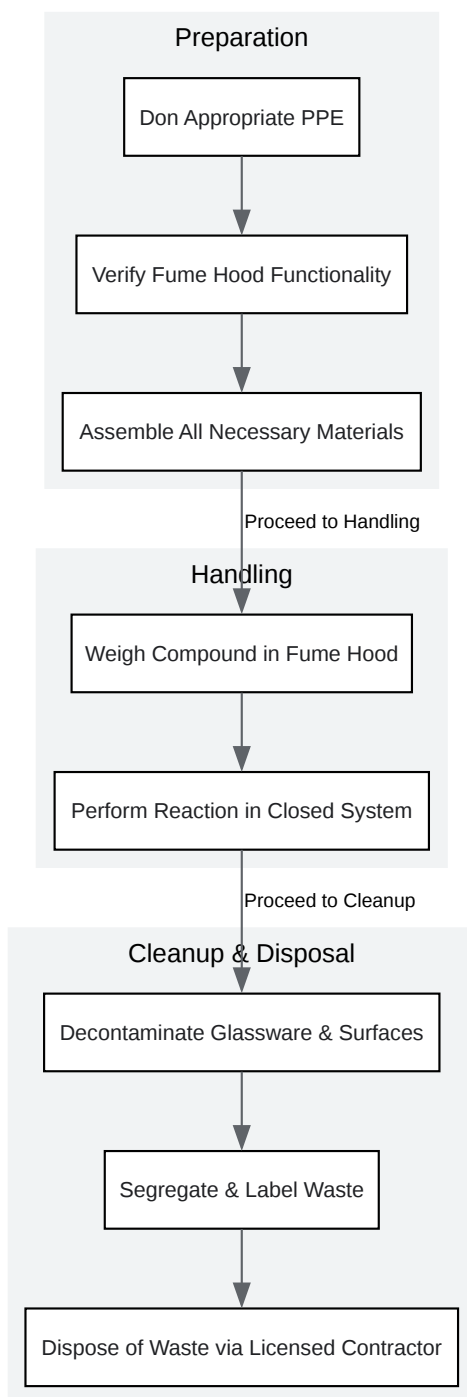 Preparation
Don Appropriate PPE
Verify Fume Hood Functionality
Assemble All Necessary Materials
Proceed to Handling
Handling
Weigh Compound in Fume Hood
Perform Reaction in Closed System
Proceed to Cleanup
Cleanup & Disposal
Decontaminate Glassware & Surfaces
Segregate & Label Waste
Dispose of Waste via Licensed Contractor